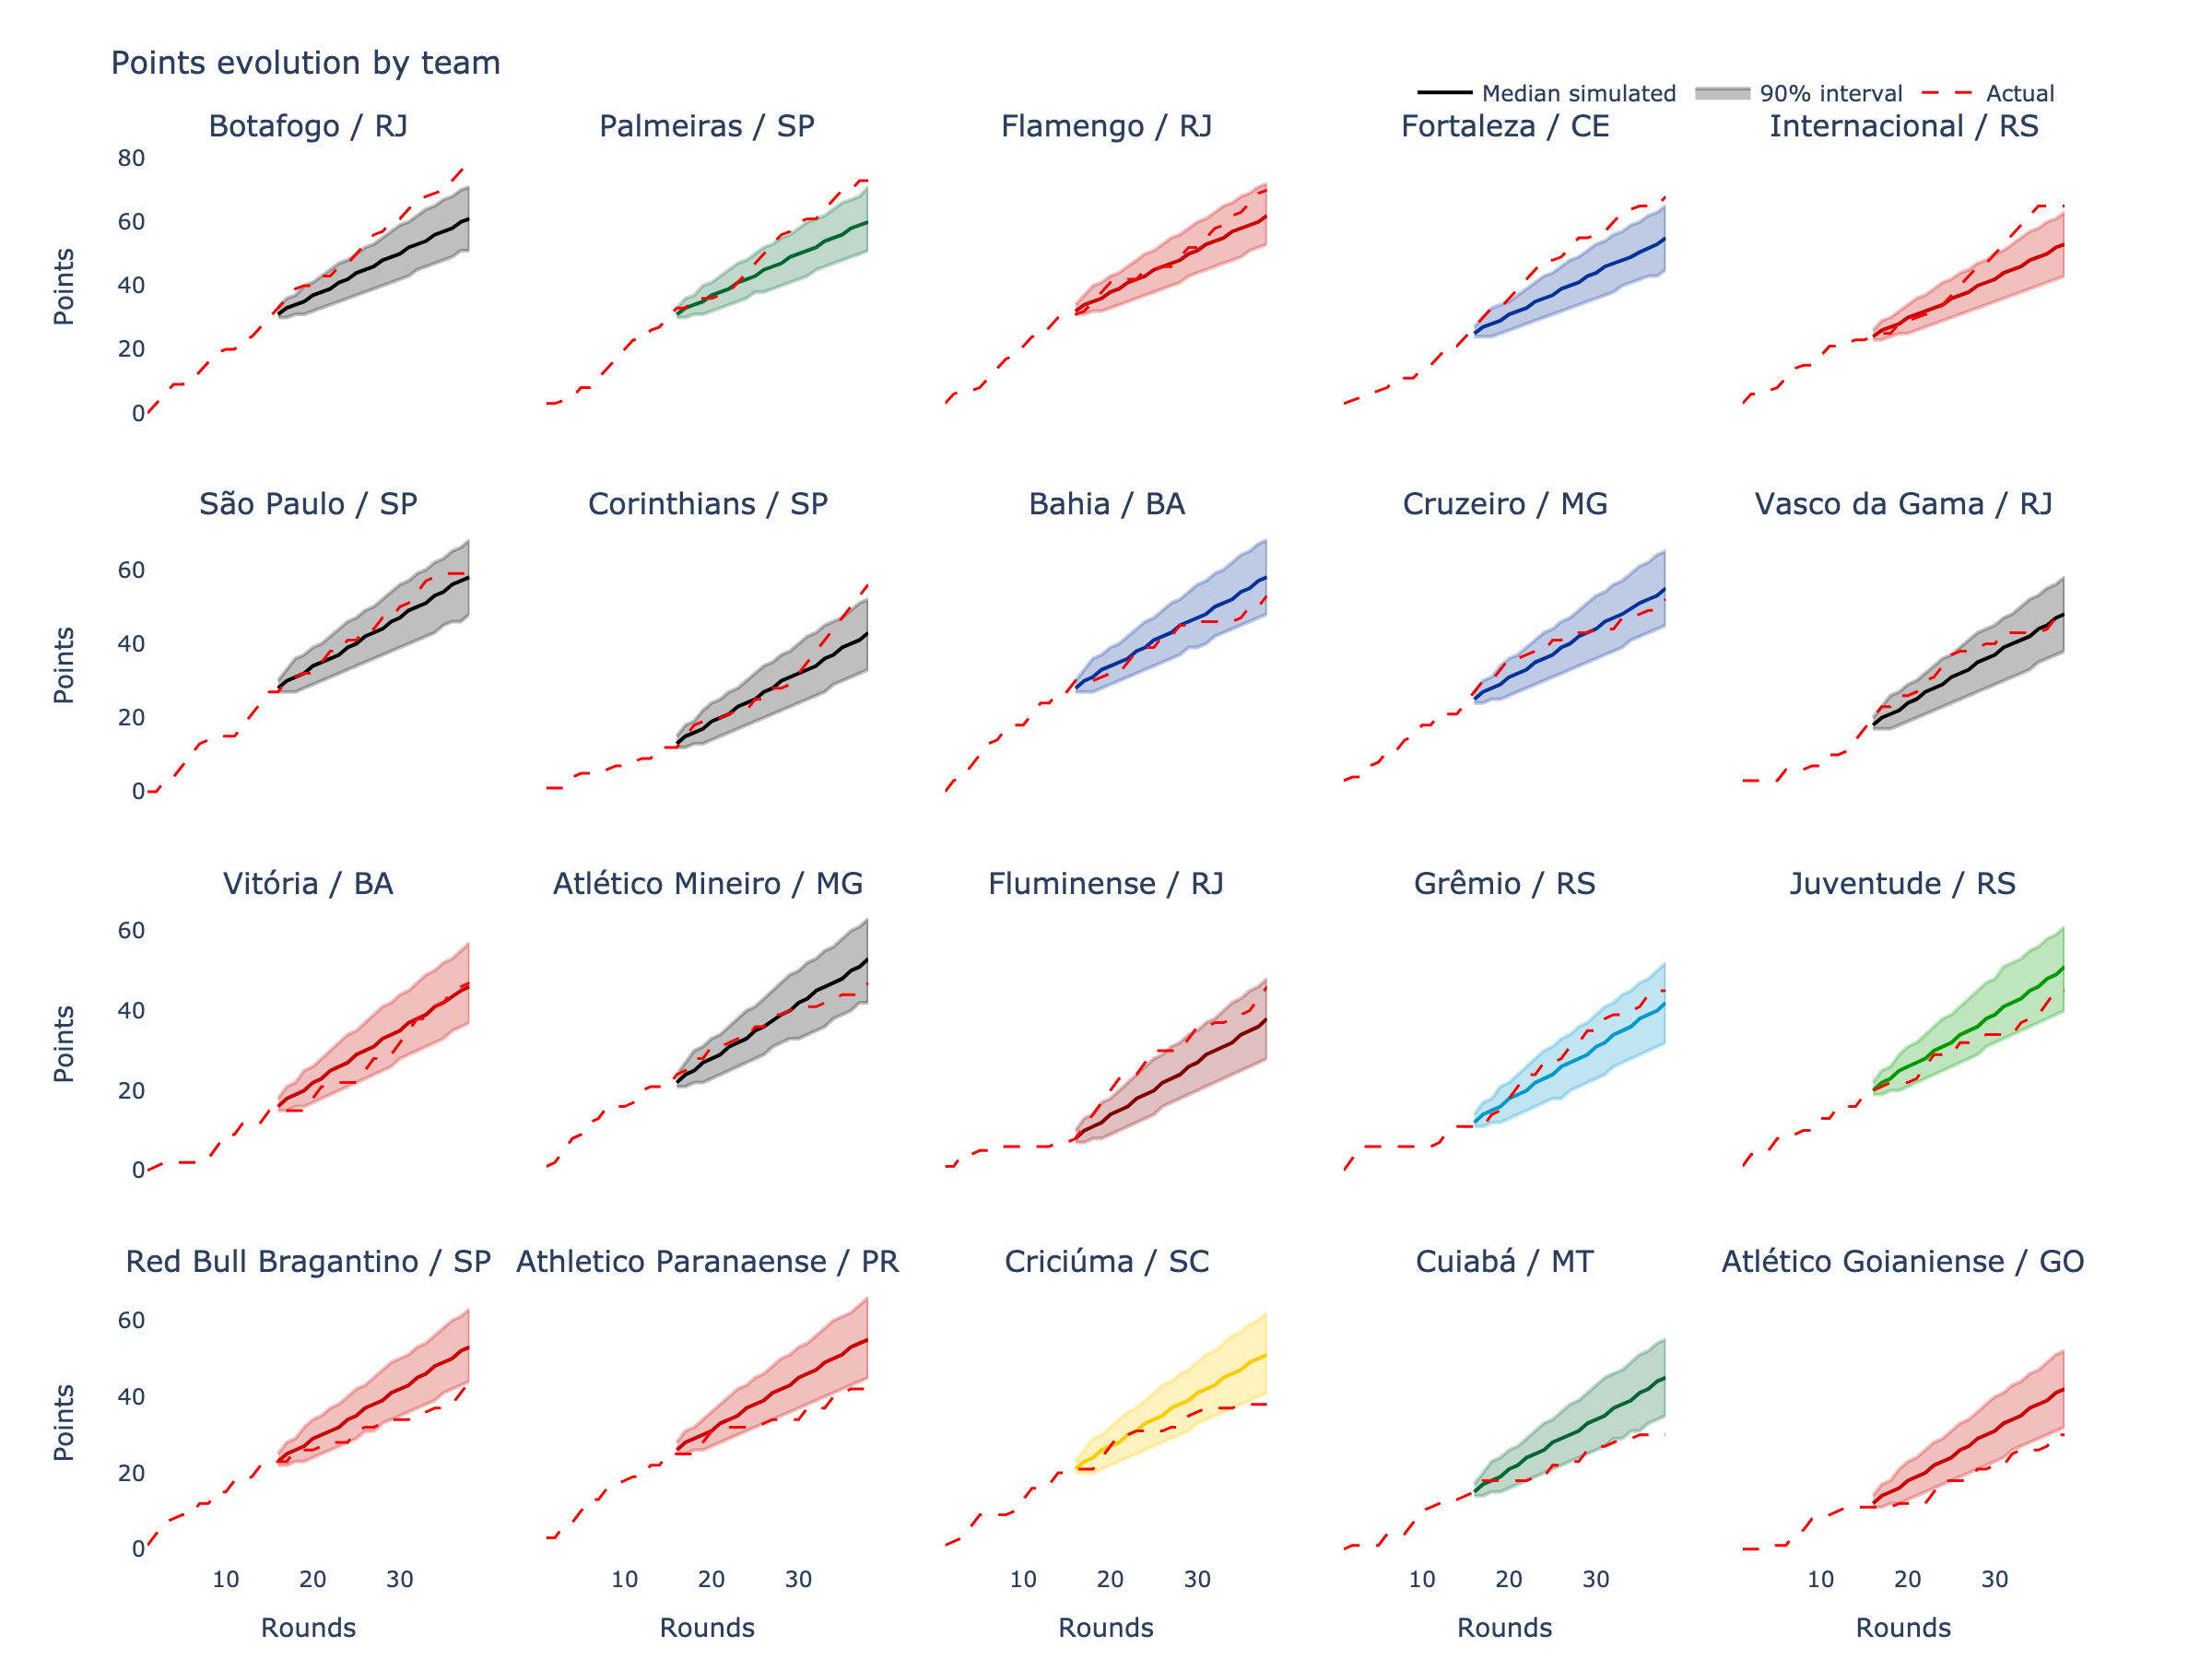 Points evolution by team
Median simulated 90% interval Actual
Botafogo / RJ Palmeiras / SP Flamengo / RJ Fortaleza / CE Internacional / RS
80
60
40
20
0
Points
São Paulo / SP Corinthians / SP Bahia / BA Cruzeiro / MG Vasco da Gama / RJ
60
40
20
0
Points
Vitória / BA Atlético Mineiro / MG Fluminense / RJ Grêmio / RS Juventude / RS
60
40
20
0
Points
Red Bull Bragantino / SP Athletico Paranaense / PR Criciúma / SC Cuiabá / MT Atlético Goianiense / GO
60
40
20
0
Points
10 20 30 10 20 30 10 20 30 10 20 30 10 20 30
Rounds Rounds Rounds Rounds Rounds